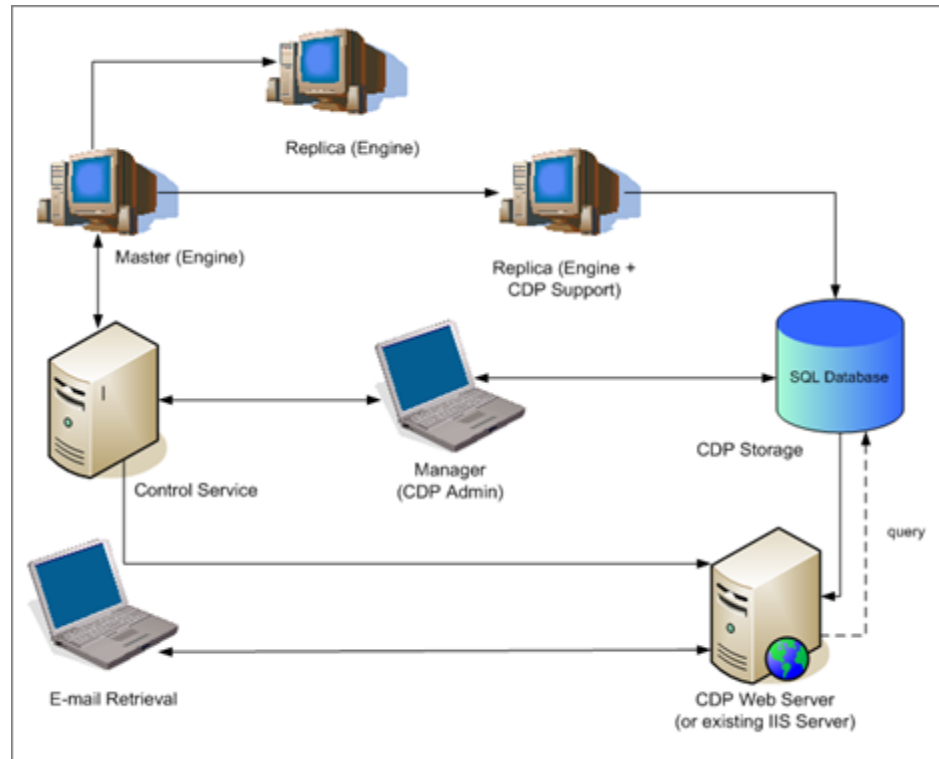 Replica (Engine)
Master (Engine)
Replica (Engine +
CDP Support)
SQL Database
CDP Storage
Manager
(CDP Admin)
Control Service
query
E-mail Retrieval
CDP Web Server
(or existing IIS Server)